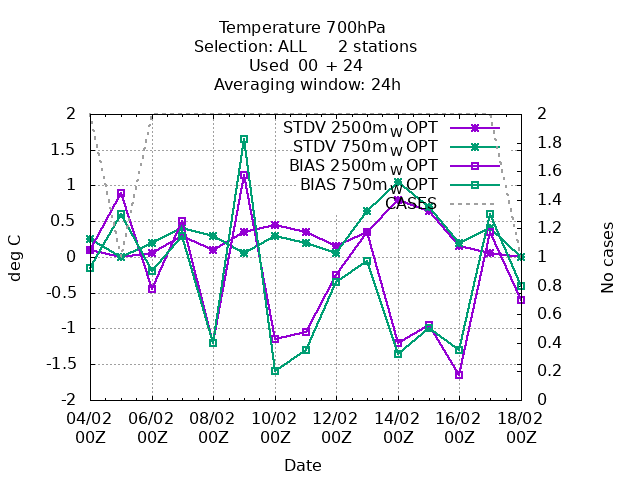 Temperature 700hPa
Selection: ALL 2 stations
Used 00 + 24
Averaging window: 24h
STDV 2500m_W OPT
STDV 750m_W OPT
BIAS 2500m_W OPT
BIAS 750m_W OPT
CASES
2
1.5
1
0.5
0
-0.5
-1
-1.5
-2
deg C
2
1.8
1.6
1.4
1.2
1
0.8
0.6
0.4
0.2
0
No cases
04/02 06/02 08/02 10/02 12/02 14/02 16/02 18/02
00Z 00Z 00Z 00Z 00Z 00Z 00Z 00Z
Date